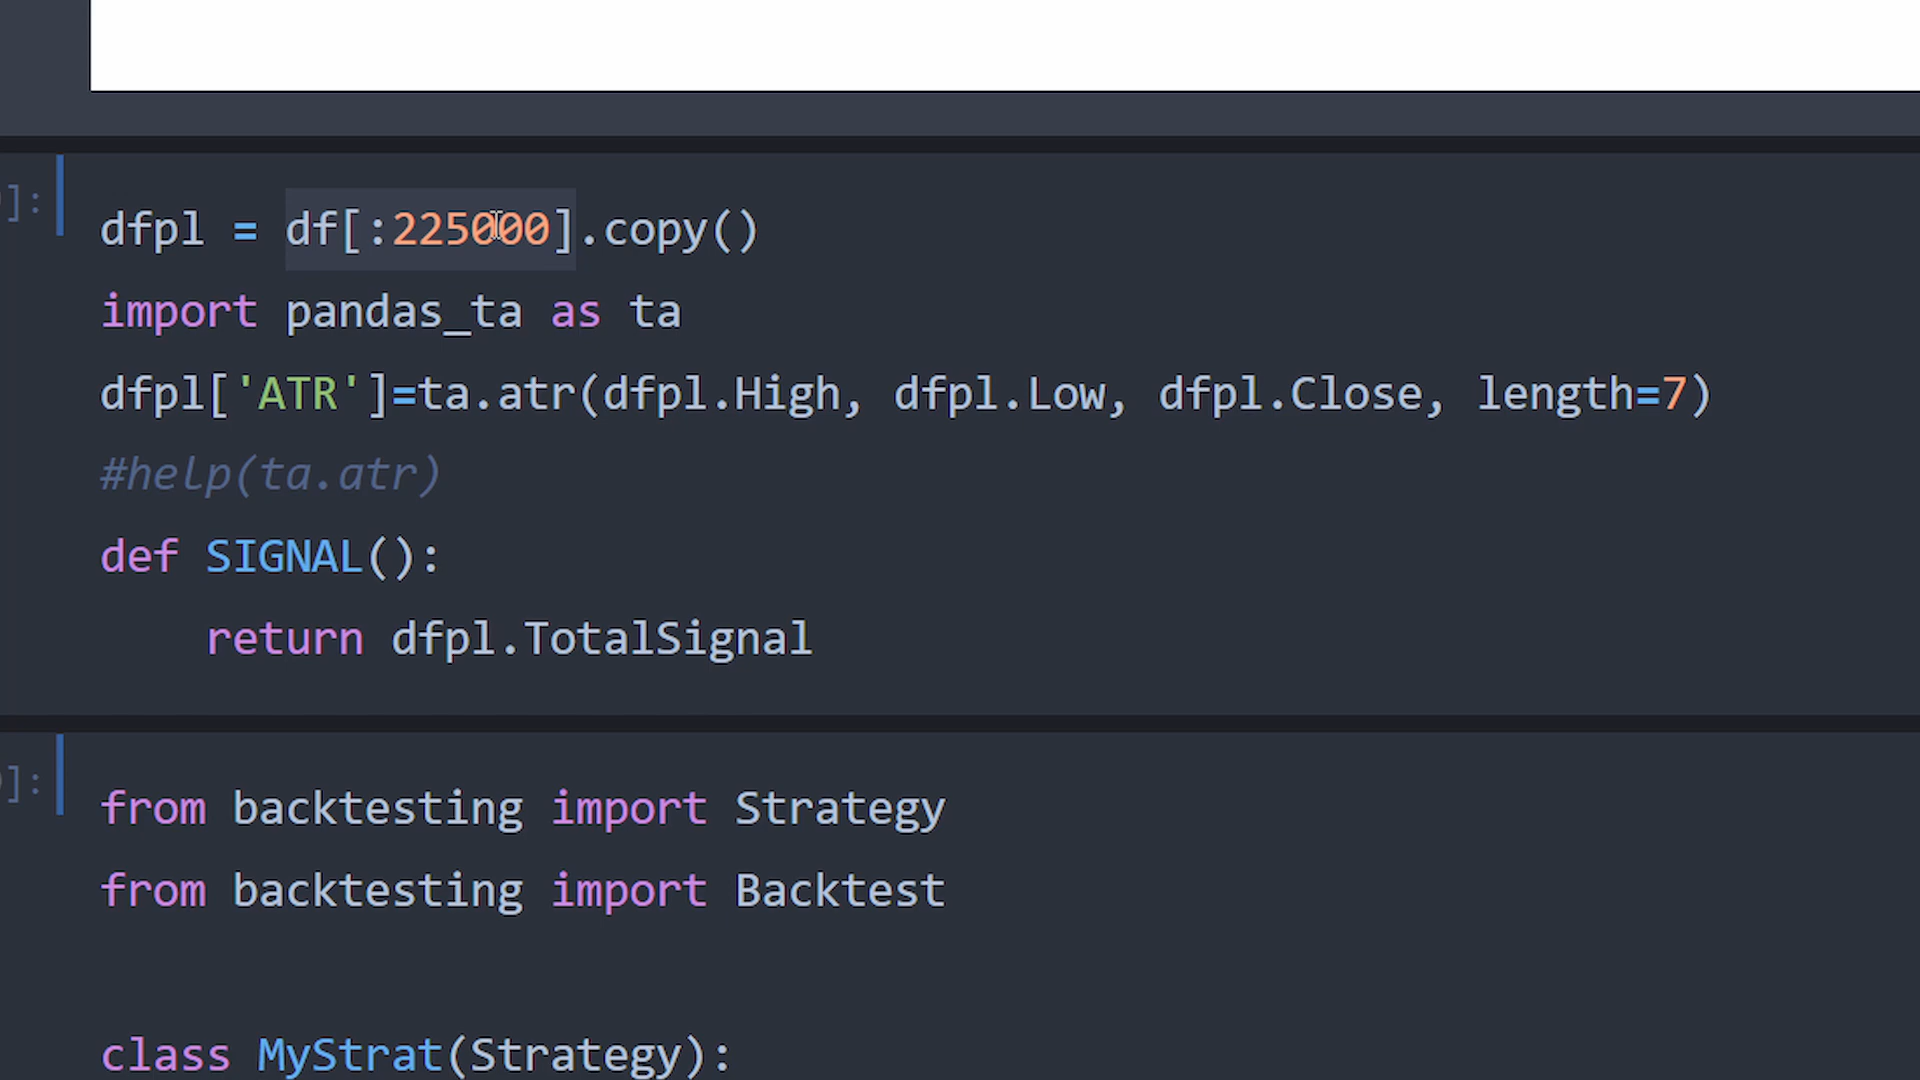 ]:
dfpl = df[:225000].copy()
import pandas_ta as ta
dfpl['ATR']=ta.atr(dfpl.High, dfpl.Low, dfpl.Close, length=7)
#help(ta.atr)
def SIGNAL():
    return dfpl.TotalSignal
]:
from backtesting import Strategy
from backtesting import Backtest
class MyStrat(Strategy):